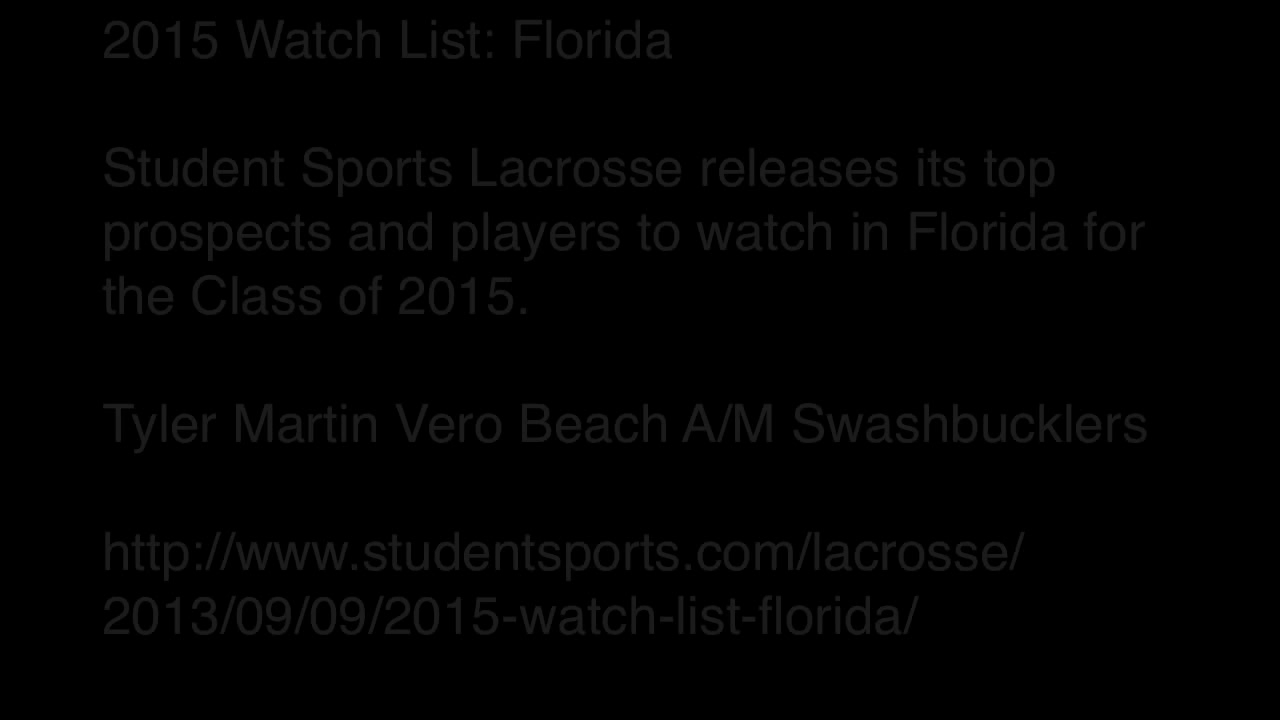 2015 Watch List: Florida
Student Sports Lacrosse releases its top
prospects and players to watch in Florida for
the Class of 2015.
Tyler Martin Vero Beach A/M Swashbucklers
http://www.studentsports.com/lacrosse/
2013/09/09/2015-watch-list-florida/